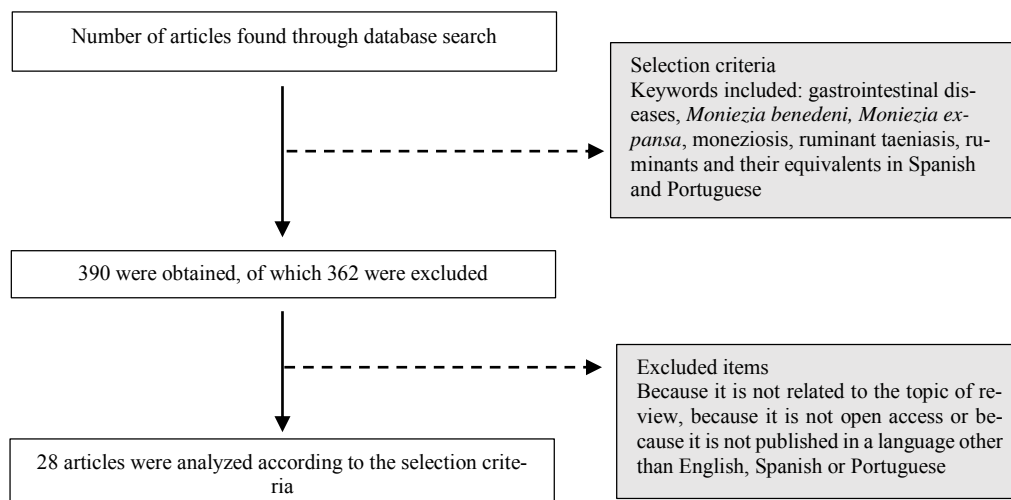 Number of articles found through database search
Selection criteria
Keywords included: gastrointestinal dis-
eases, Moniezia benedeni, Moniezia ex-
pansa, moneziosis, ruminant taeniasis, ru-
minants and their equivalents in Spanish
and Portuguese
390 were obtained, of which 362 were excluded
Excluded items
Because it is not related to the topic of re-
view, because it is not open access or be-
cause it is not published in a language other
than English, Spanish or Portuguese
28 articles were analyzed according to the selection crite-
ria